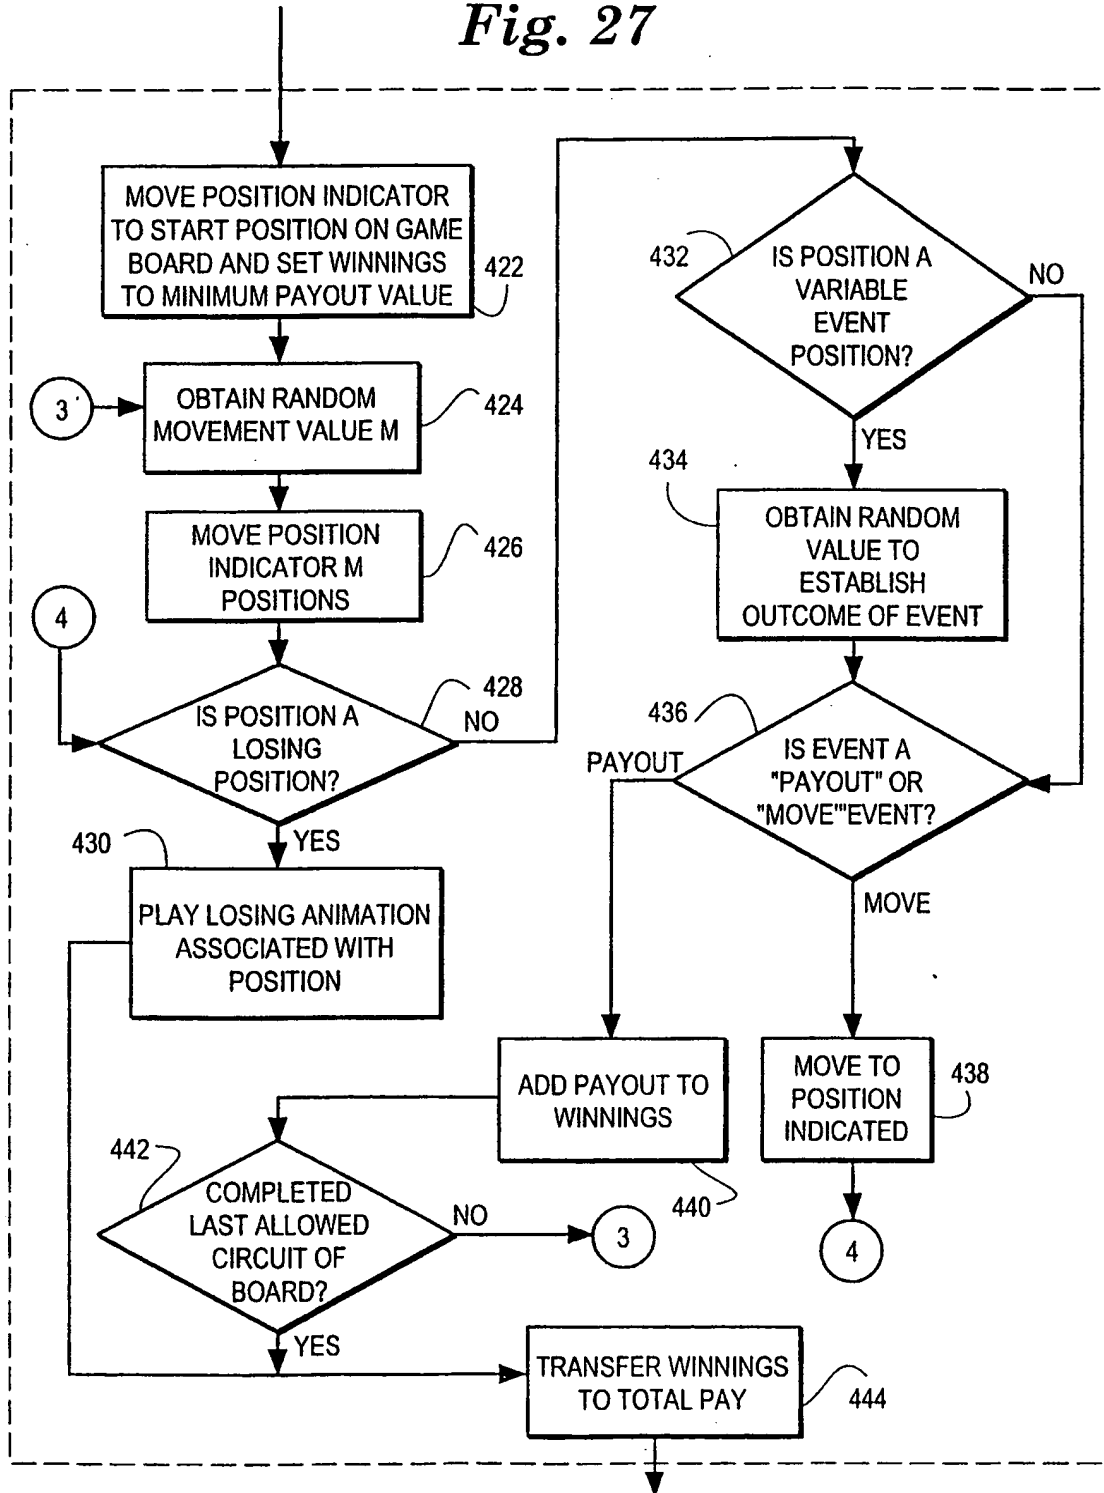 Fig. 27
MOVE POSITION INDICATOR
TO START POSITION ON GAME
BOARD AND SET WINNINGS
TO MINIMUM PAYOUT VALUE
422
3
OBTAIN RANDOM
MOVEMENT VALUE M
424
MOVE POSITION
INDICATOR M
POSITIONS
426
4
IS POSITION A
LOSING
POSITION?
428
NO
YES
430
PLAY LOSING ANIMATION
ASSOCIATED WITH
POSITION
432
IS POSITION A
VARIABLE
EVENT
POSITION?
NO
YES
434
OBTAIN RANDOM
VALUE TO
ESTABLISH
OUTCOME OF EVENT
436
IS EVENT A
"PAYOUT" OR
"MOVE"'EVENT?
PAYOUT
MOVE
ADD PAYOUT TO
WINNINGS
440
MOVE TO
POSITION
INDICATED
438
4
442
COMPLETED
LAST ALLOWED
CIRCUIT OF
BOARD?
NO
3
YES
TRANSFER WINNINGS
TO TOTAL PAY
444